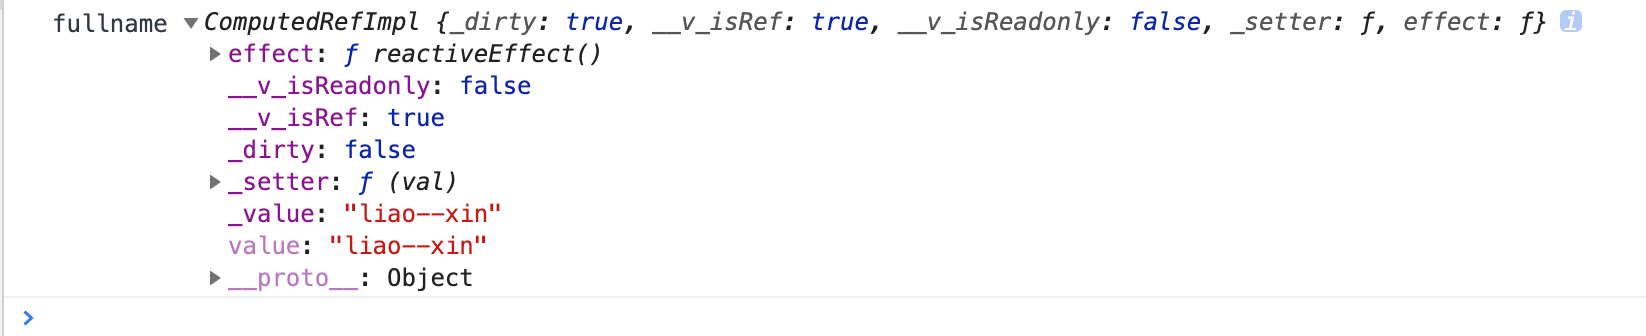 fullname ▼ComputedRefImpl {_dirty: true, __v_isRef: true, __v_isReadonly: false, _setter: ƒ, effect: ƒ} i
▶effect: ƒ reactiveEffect()
__v_isReadonly: false
__v_isRef: true
_dirty: false
▶_setter: ƒ (val)
_value: "liao--xin"
value: "liao--xin"
▶__proto__: Object
>